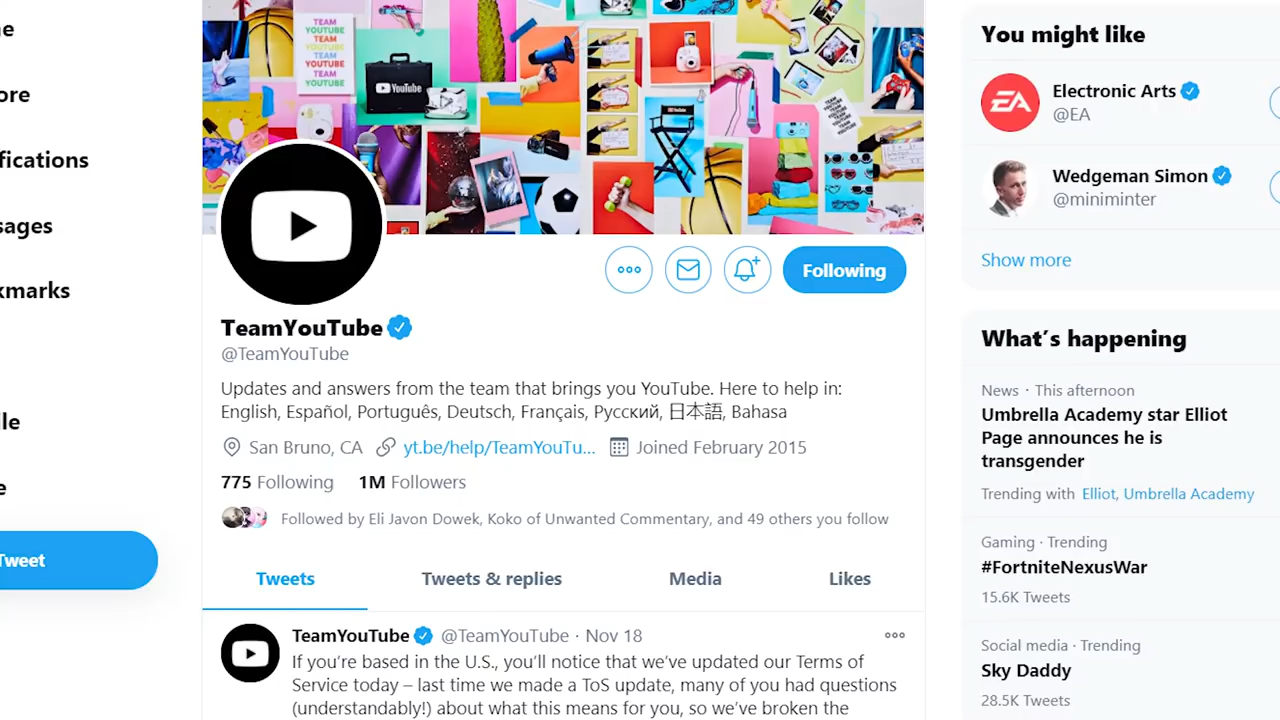 e
ore
fications
sages
kmarks
le
e
Tweet
TEAM
YOUTUBE
TEAM
YOUTUBE
TEAM
YOUTUBE
TEAM
YOUTUBE
YouTube
Following
TeamYouTube
@TeamYouTube
Updates and answers from the team that brings you YouTube. Here to help in:
English, Español, Português, Deutsch, Français, Русский, 日本語, Bahasa
San Bruno, CA yt.be/help/TeamYouTu... Joined February 2015
775 Following 1M Followers
Followed by Eli Javon Dowek, Koko of Unwanted Commentary, and 49 others you follow
Tweets Tweets & replies Media Likes
TeamYouTube @TeamYouTube · Nov 18
If you're based in the U.S., you'll notice that we've updated our Terms of
Service today – last time we made a ToS update, many of you had questions
(understandably!) about what this means for you, so we've broken the
You might like
EA
Electronic Arts
@EA
Wedgeman Simon
@miniminter
Show more
What's happening
News · This afternoon
Umbrella Academy star Elliot
Page announces he is
transgender
Trending with Elliot, Umbrella Academy
Gaming · Trending
#FortniteNexusWar
15.6K Tweets
Social media · Trending
Sky Daddy
28.5K Tweets